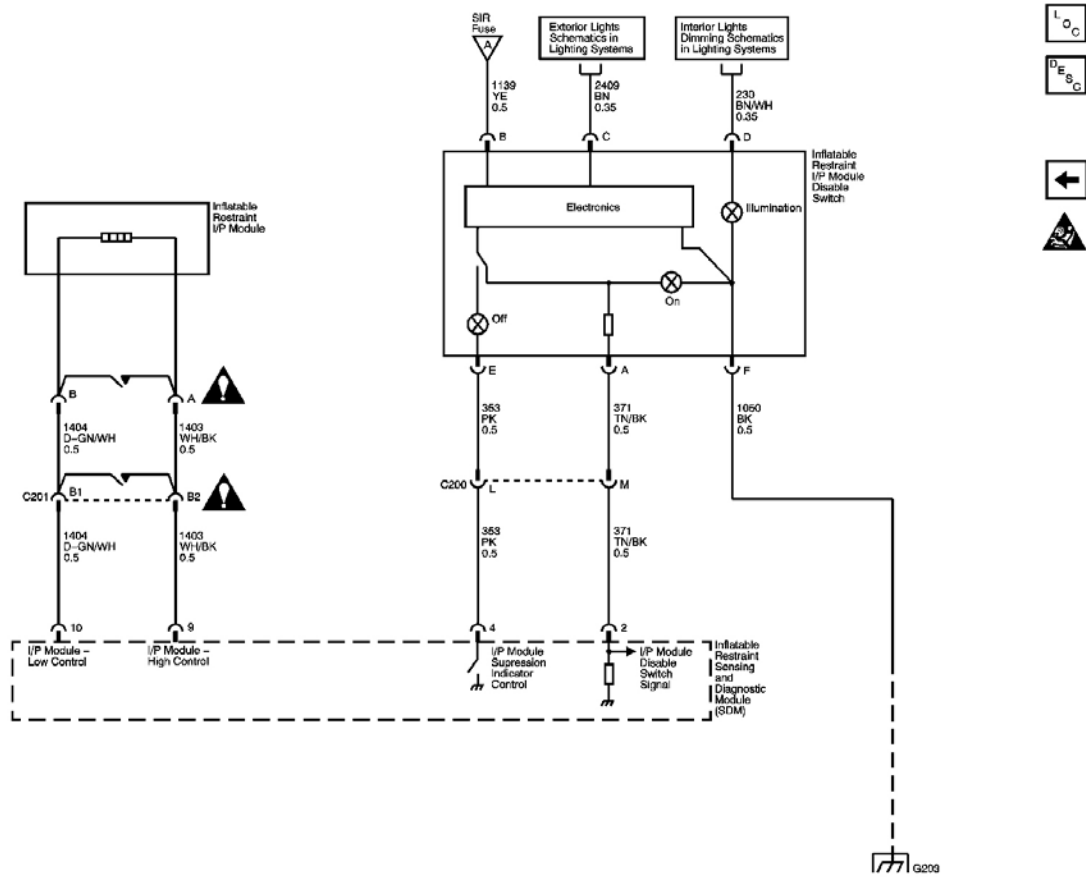 SIR
Fuse
A
Exterior Lights
Schematics in
Lighting Systems
Interior Lights
Dimming Schematics
in Lighting Systems
L O C
D E S C
1139
YE
0.5
2409
BN
0.35
230
BN/WH
0.35
B
C
D
Inflatable
Restraint
I/P Module
Disable
Switch
Electronics
Illumination
On
Off
Inflatable
Restraint
I/P Module
B
A
1404
D-GN/WH
0.5
1403
WH/BK
0.5
C201
B1
B2
1404
D-GN/WH
0.5
1403
WH/BK
0.5
E
A
F
353
PK
0.5
371
TN/BK
0.5
1050
BK
0.5
C200
L
M
353
PK
0.5
371
TN/BK
0.5
10
9
4
2
I/P Module -
Low Control
I/P Module -
High Control
I/P Module
Supression
Indicator
Control
I/P Module
Disable
Switch
Signal
Inflatable
Restraint
Sensing
and
Diagnostic
Module
(SDM)
G203